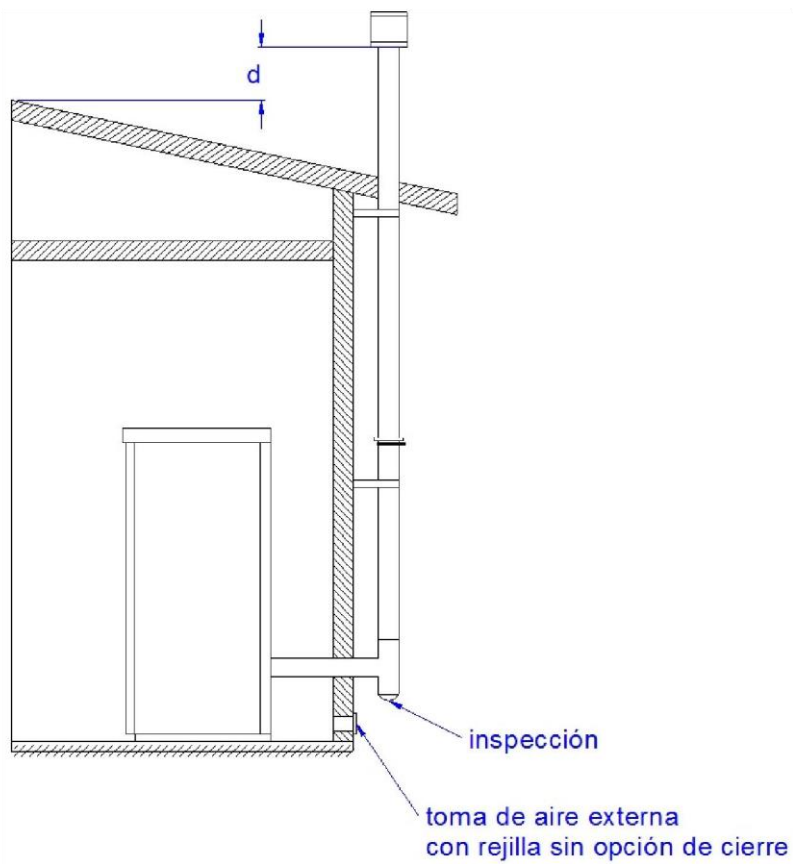 d
inspección
toma de aire externa
con rejilla sin opción de cierre